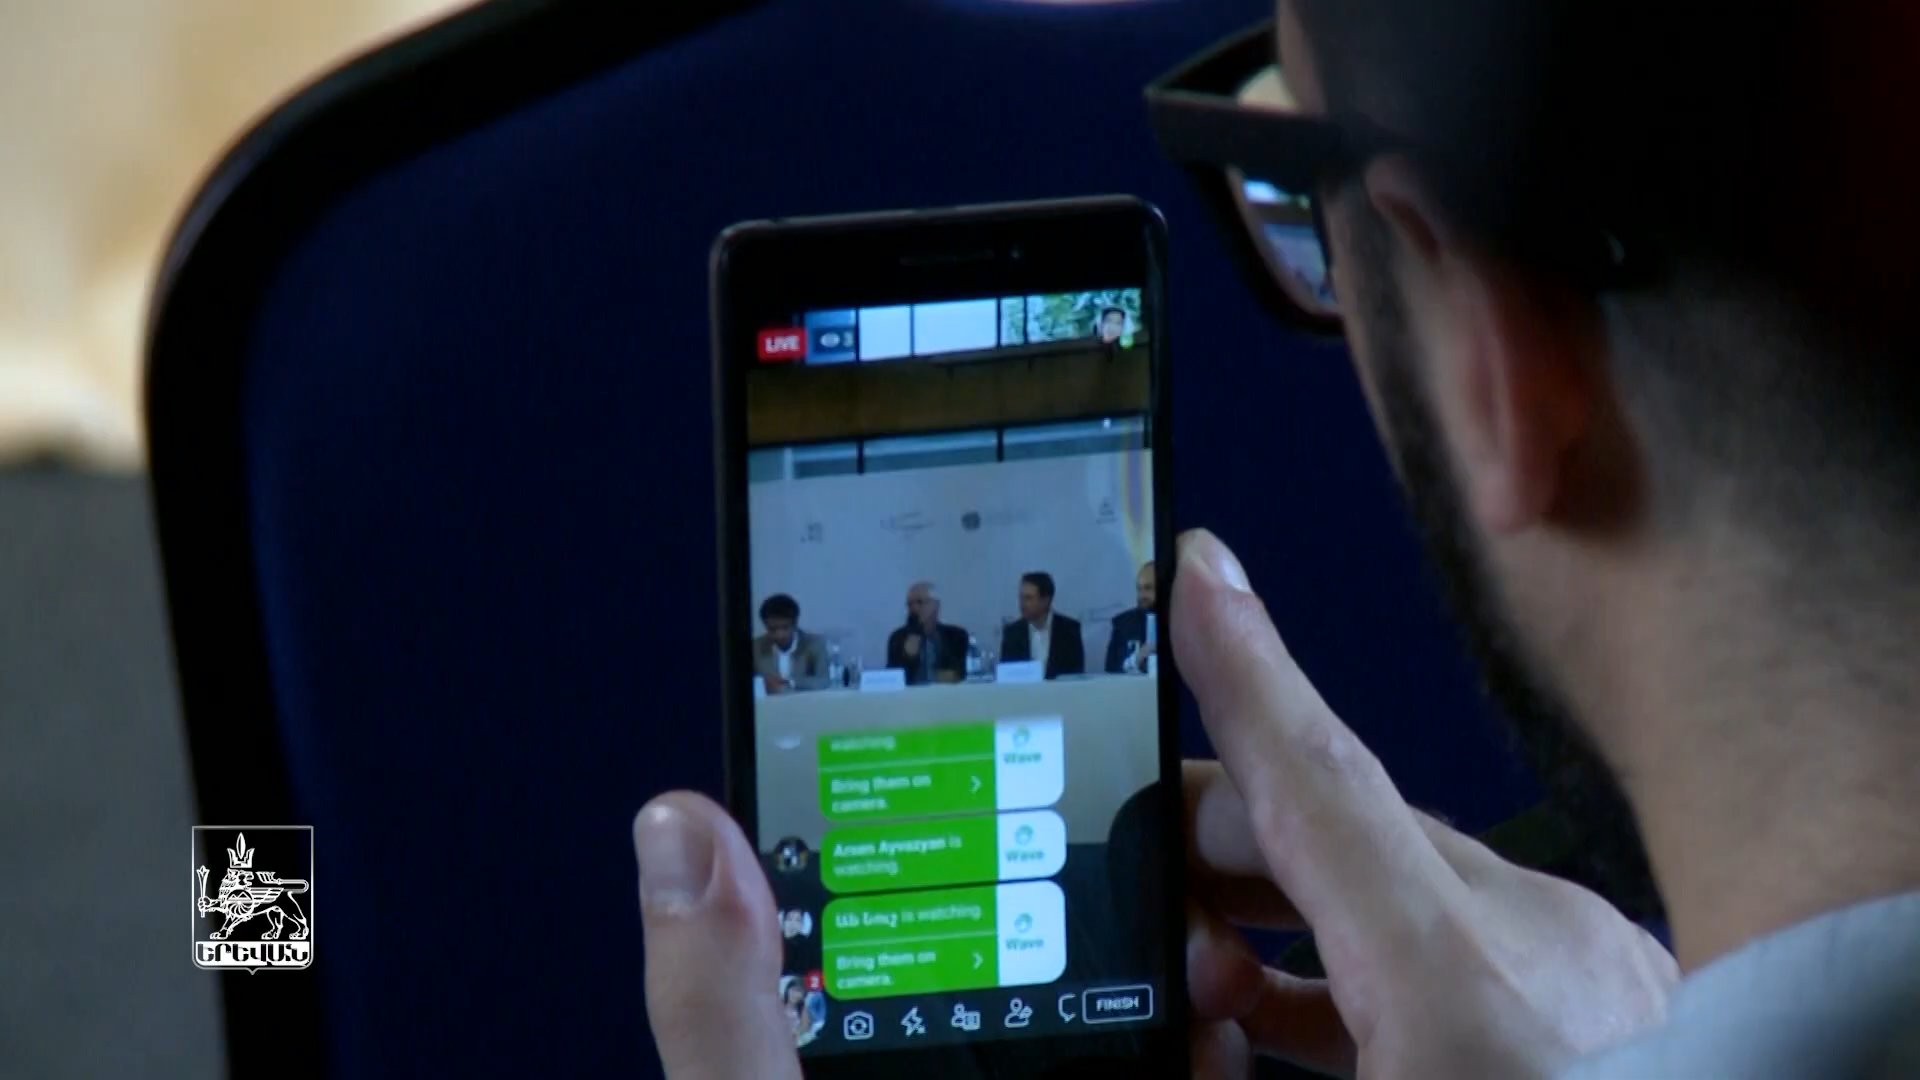 LIVE 3
watching.
Wave
Bring them on
camera.
Arsen Ayvazyan is
watching.
Wave
is watching.
Wave
Bring them on
camera.
2
FINISH
ԵՐԵՎԱՆ